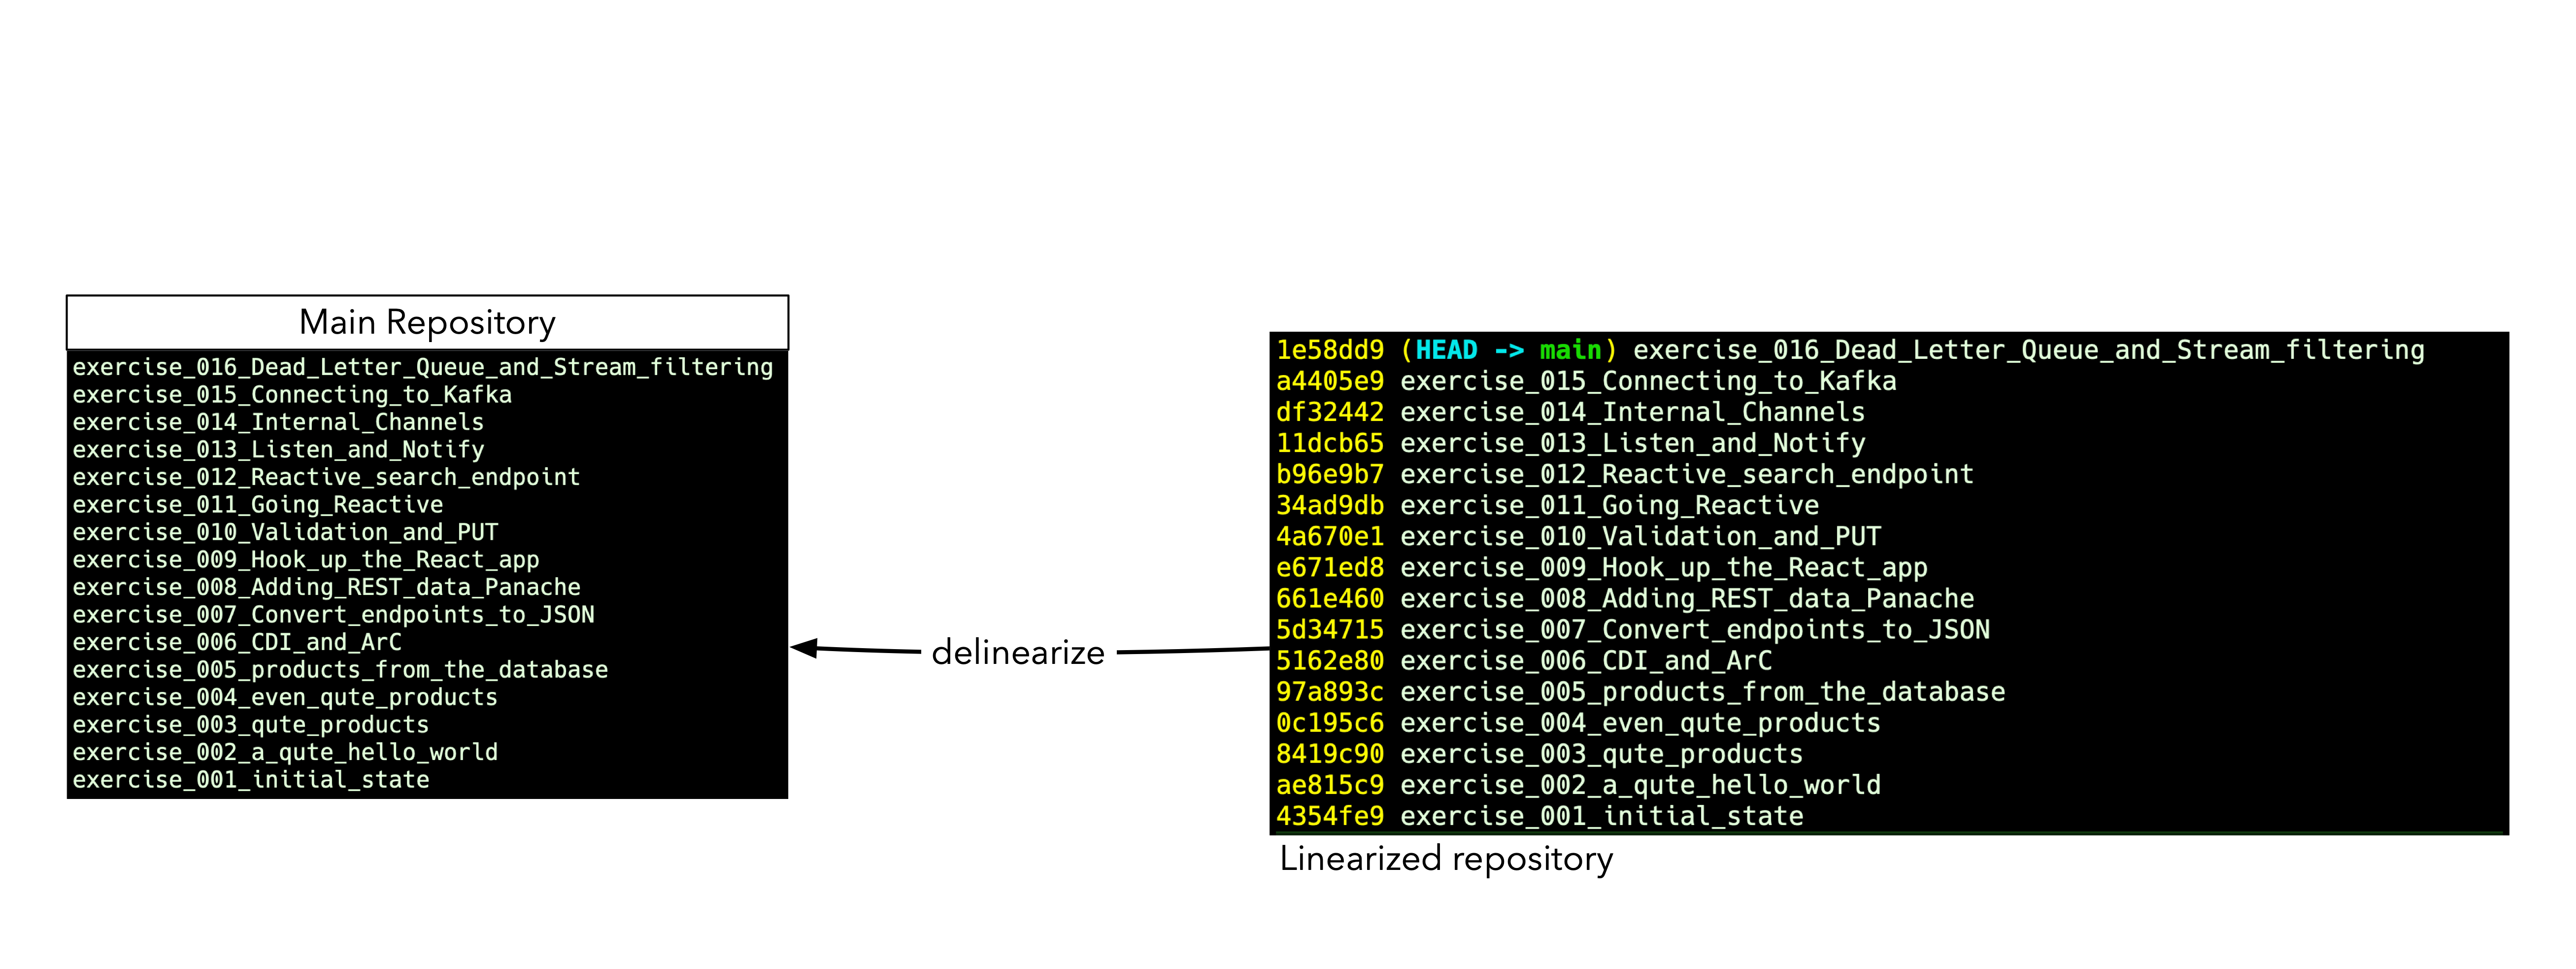 Main Repository
exercise_016_Dead_Letter_Queue_and_Stream_filtering
exercise_015_Connecting_to_Kafka
exercise_014_Internal_Channels
exercise_013_Listen_and_Notify
exercise_012_Reactive_search_endpoint
exercise_011_Going_Reactive
exercise_010_Validation_and_PUT
exercise_009_Hook_up_the_React_app
exercise_008_Adding_REST_data_Panache
exercise_007_Convert_endpoints_to_JSON
exercise_006_CDI_and_ArC
exercise_005_products_from_the_database
exercise_004_even_qute_products
exercise_003_qute_products
exercise_002_a_qute_hello_world
exercise_001_initial_state
delinearize
1e58dd9 (HEAD -> main) exercise_016_Dead_Letter_Queue_and_Stream_filtering
a4405e9 exercise_015_Connecting_to_Kafka
df32442 exercise_014_Internal_Channels
11dcb65 exercise_013_Listen_and_Notify
b96e9b7 exercise_012_Reactive_search_endpoint
34ad9db exercise_011_Going_Reactive
4a670e1 exercise_010_Validation_and_PUT
e671ed8 exercise_009_Hook_up_the_React_app
661e460 exercise_008_Adding_REST_data_Panache
5d34715 exercise_007_Convert_endpoints_to_JSON
5162e80 exercise_006_CDI_and_ArC
97a893c exercise_005_products_from_the_database
0c195c6 exercise_004_even_qute_products
8419c90 exercise_003_qute_products
ae815c9 exercise_002_a_qute_hello_world
4354fe9 exercise_001_initial_state
Linearized repository